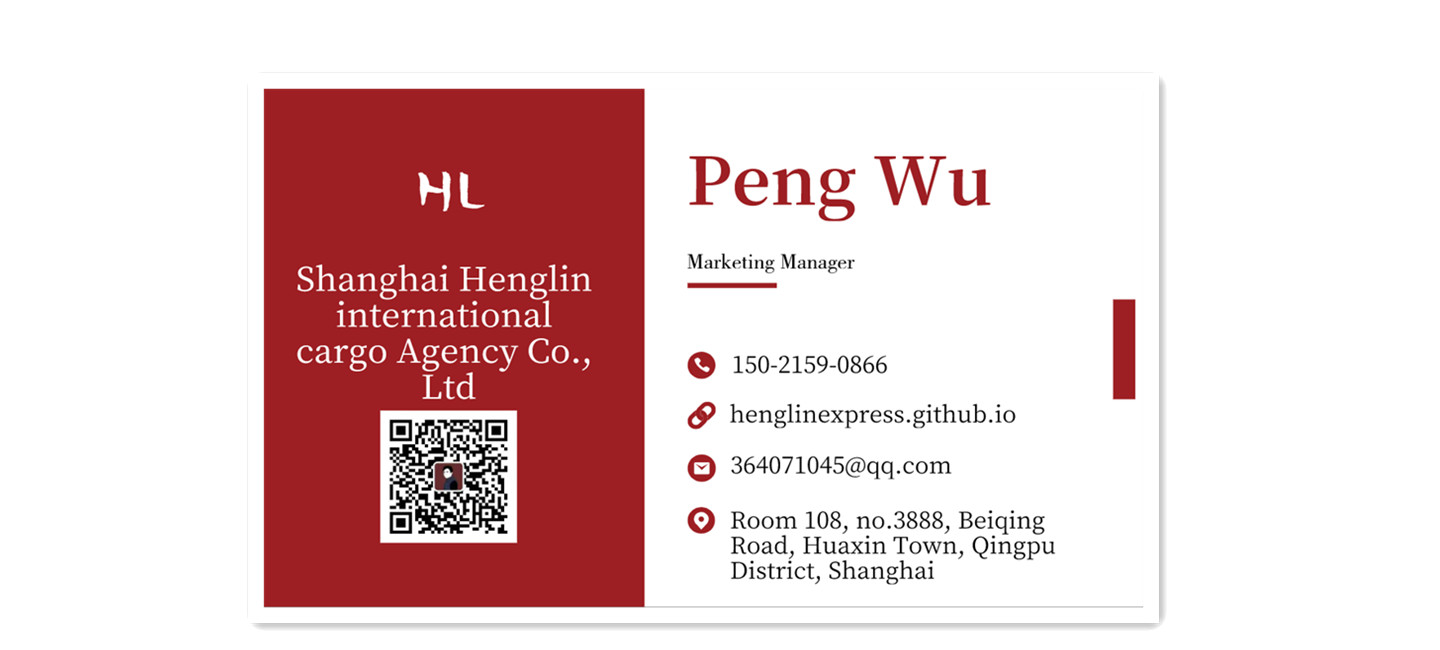 HL
Shanghai Henglin
international
cargo Agency Co.,
Ltd
Peng Wu
Marketing Manager
150-2159-0866
henglinexpress.github.io
364071045@qq.com
Room 108, no.3888, Beiqing
Road, Huaxin Town, Qingpu
District, Shanghai